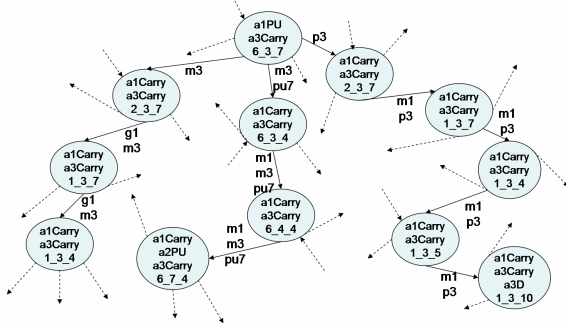 a1PU
a3Carry
6_3_7
p3
m3
m3
pu7
a1Carry
a3Carry
2_3_7
a1Carry
a3Carry
2_3_7
a1Carry
a3Carry
6_3_4
m1
p3
a1Carry
a3Carry
1_3_7
m1
p3
g1
m3
m1
m3
pu7
a1Carry
a3Carry
1_3_7
a1Carry
a3Carry
1_3_4
g1
m3
m1
p3
a1Carry
a3Carry
6_4_4
a1Carry
a3Carry
1_3_4
m1
m3
pu7
a1Carry
a2PU
a3Carry
6_7_4
a1Carry
a3Carry
1_3_5
m1
p3
a1Carry
a3Carry
a3D
1_3_10